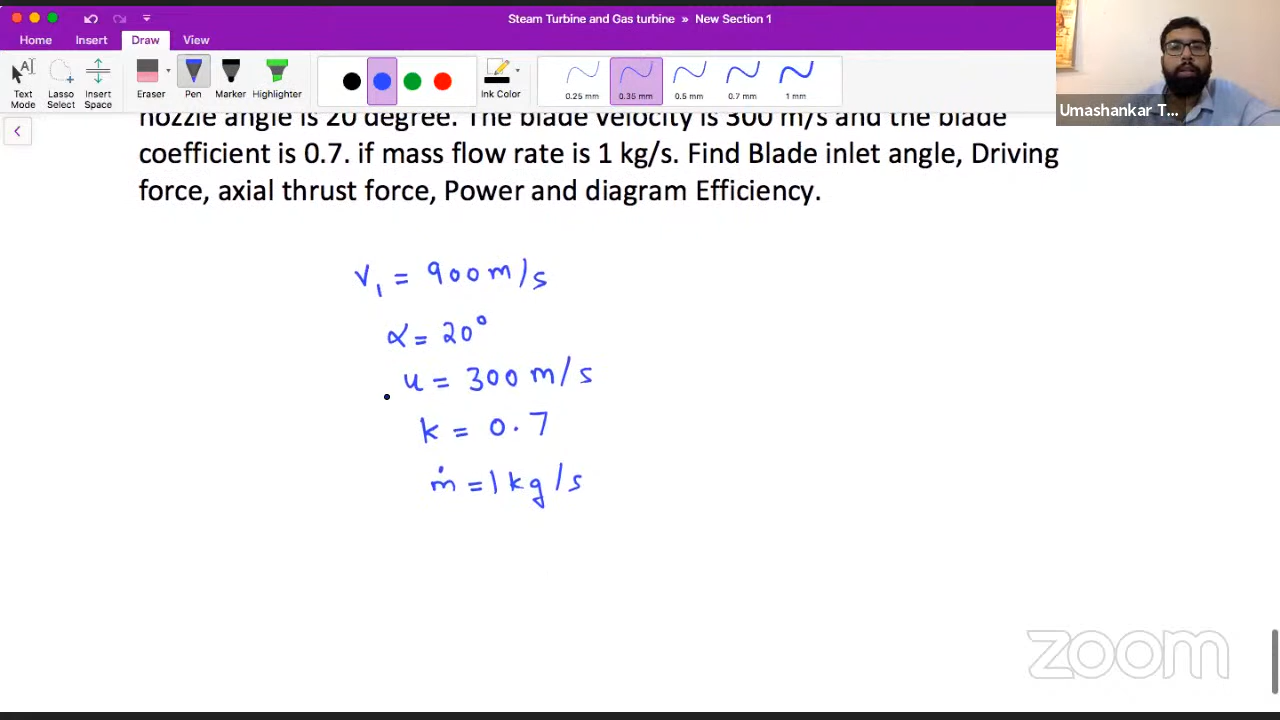 Steam Turbine and Gas turbine » New Section 1
Home Insert Draw View
Text Mode Lasso Select Insert Space Eraser Pen Marker Highlighter Ink Color 0.25 mm 0.35 mm 0.5 mm 0.7 mm 1 mm
Umashankar T...
nozzle angle is 20 degree. The blade velocity is 300 m/s and the blade
coefficient is 0.7. if mass flow rate is 1 kg/s. Find Blade inlet angle, Driving
force, axial thrust force, Power and diagram Efficiency.
V₁ = 900 m/s
α = 20°
u = 300 m/s
k = 0.7
ṁ = 1 kg/s
zoom